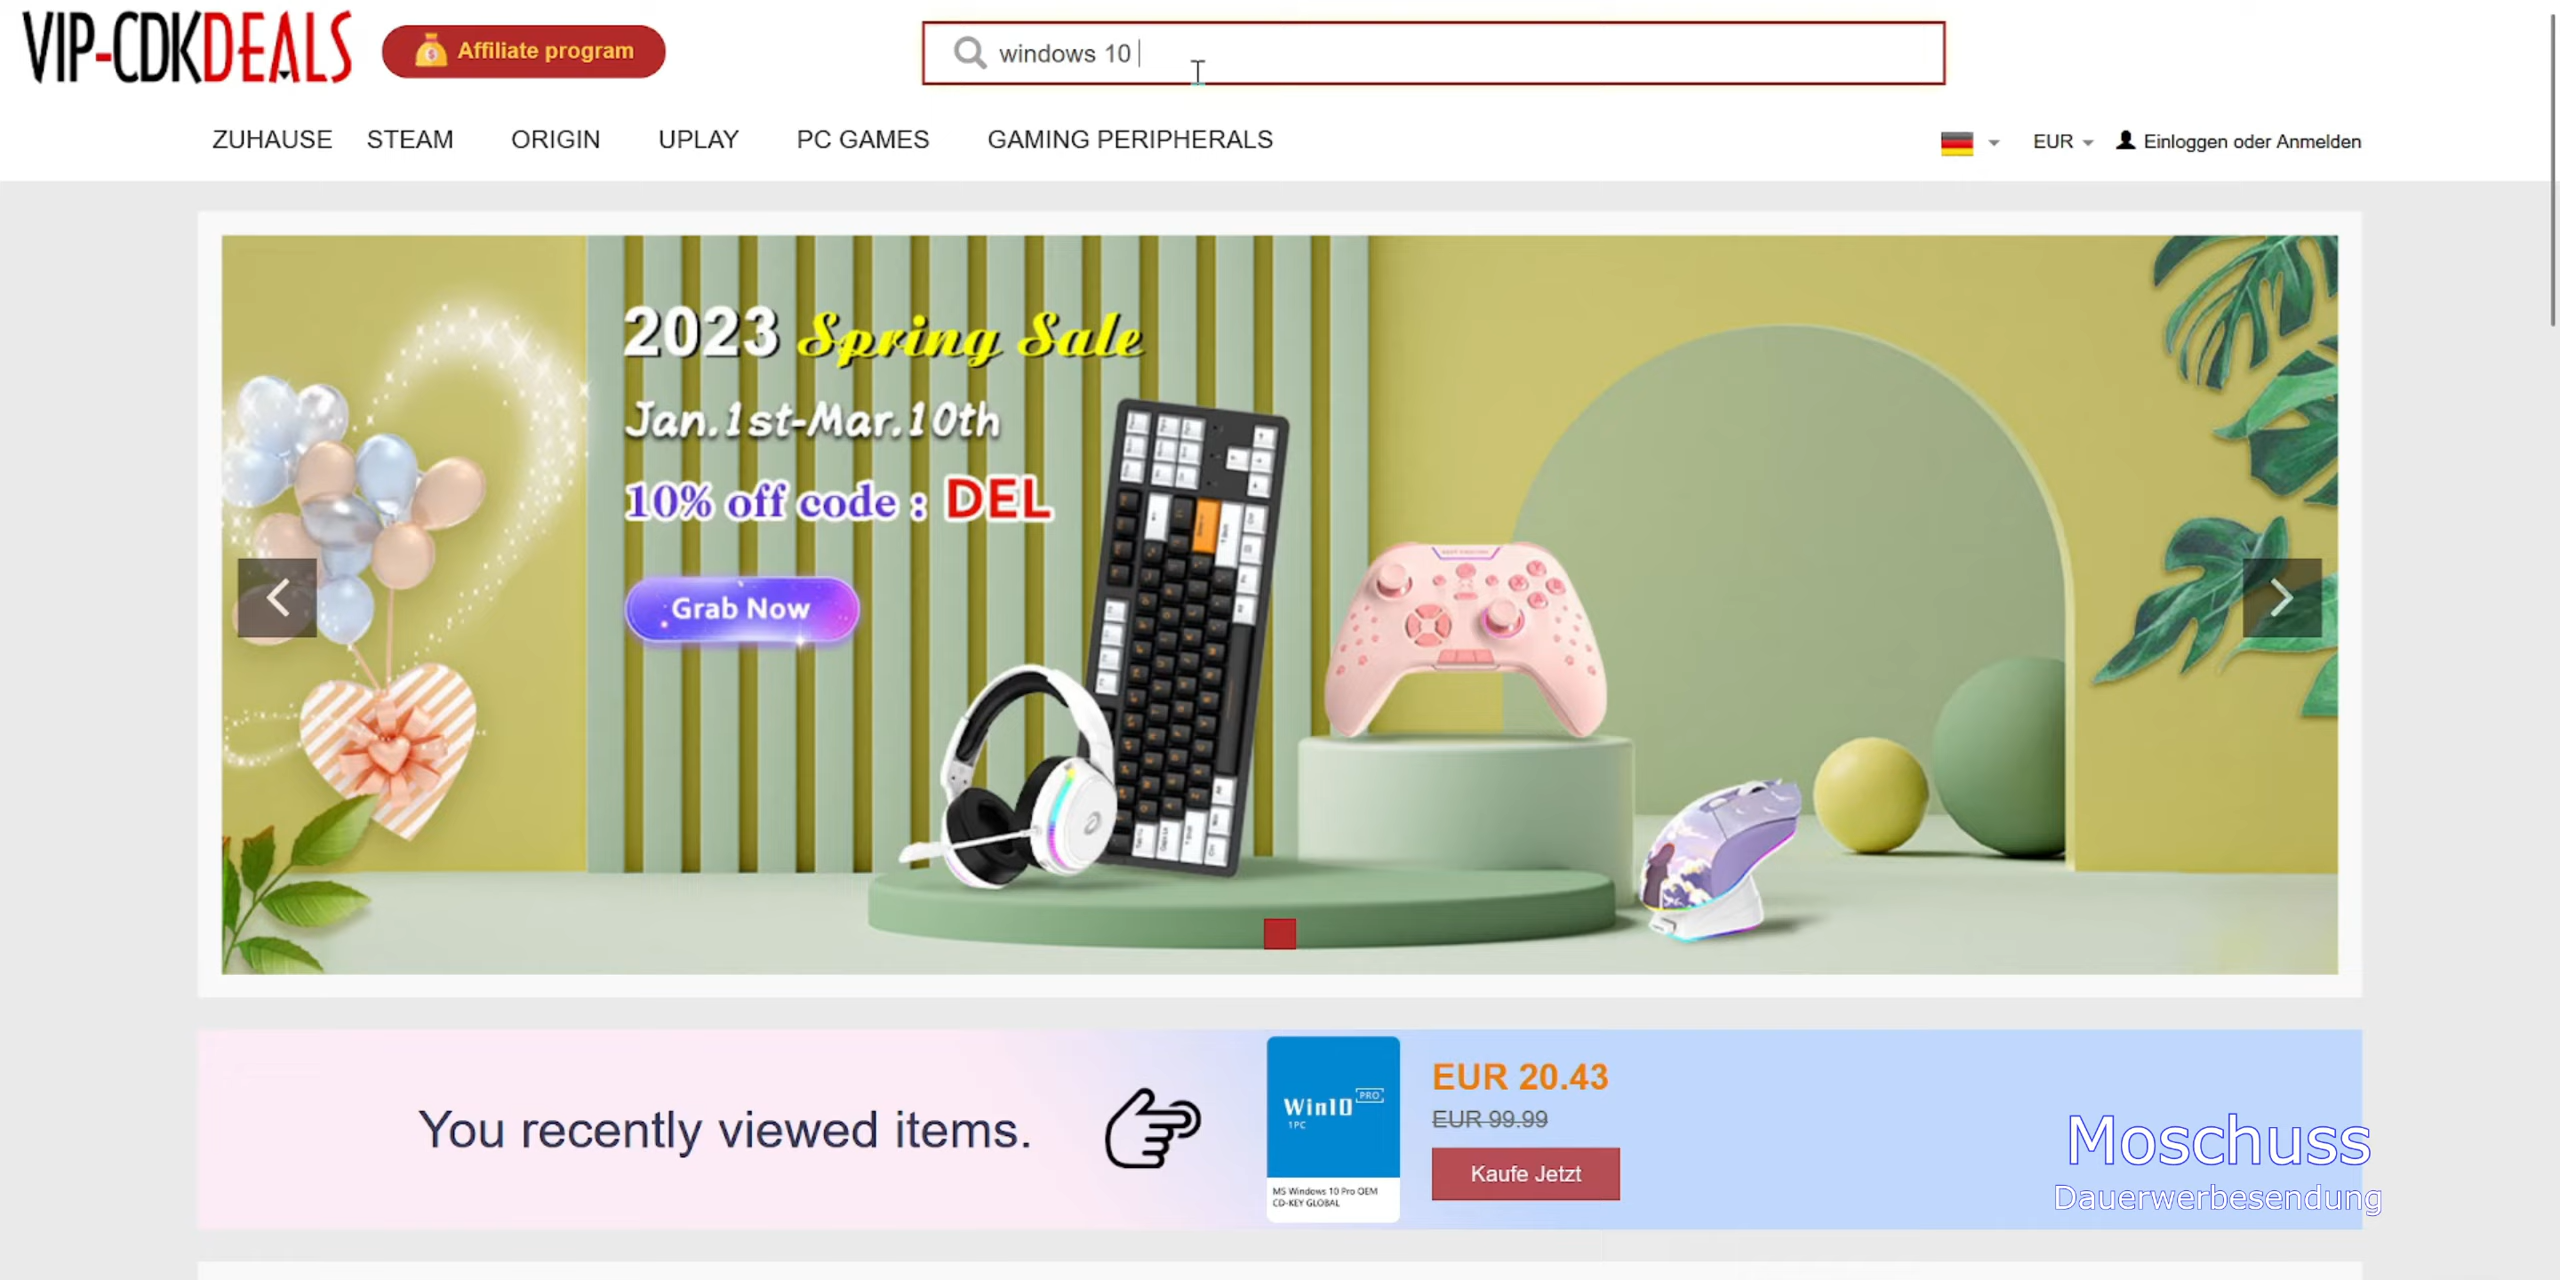 VIP-CDKDEALS
Affiliate program
windows 10
ZUHAUSE STEAM ORIGIN UPLAY PC GAMES GAMING PERIPHERALS
EUR Einloggen oder Anmelden
2023 Spring Sale
Jan.1st-Mar.10th
10% off code : DEL
Grab Now
You recently viewed items.
Win10 PRO
1PC
MS Windows 10 Pro OEM
CD-KEY GLOBAL
EUR 20.43
EUR 99.99
Kaufe Jetzt
Moschuss
Dauerwerbesendung